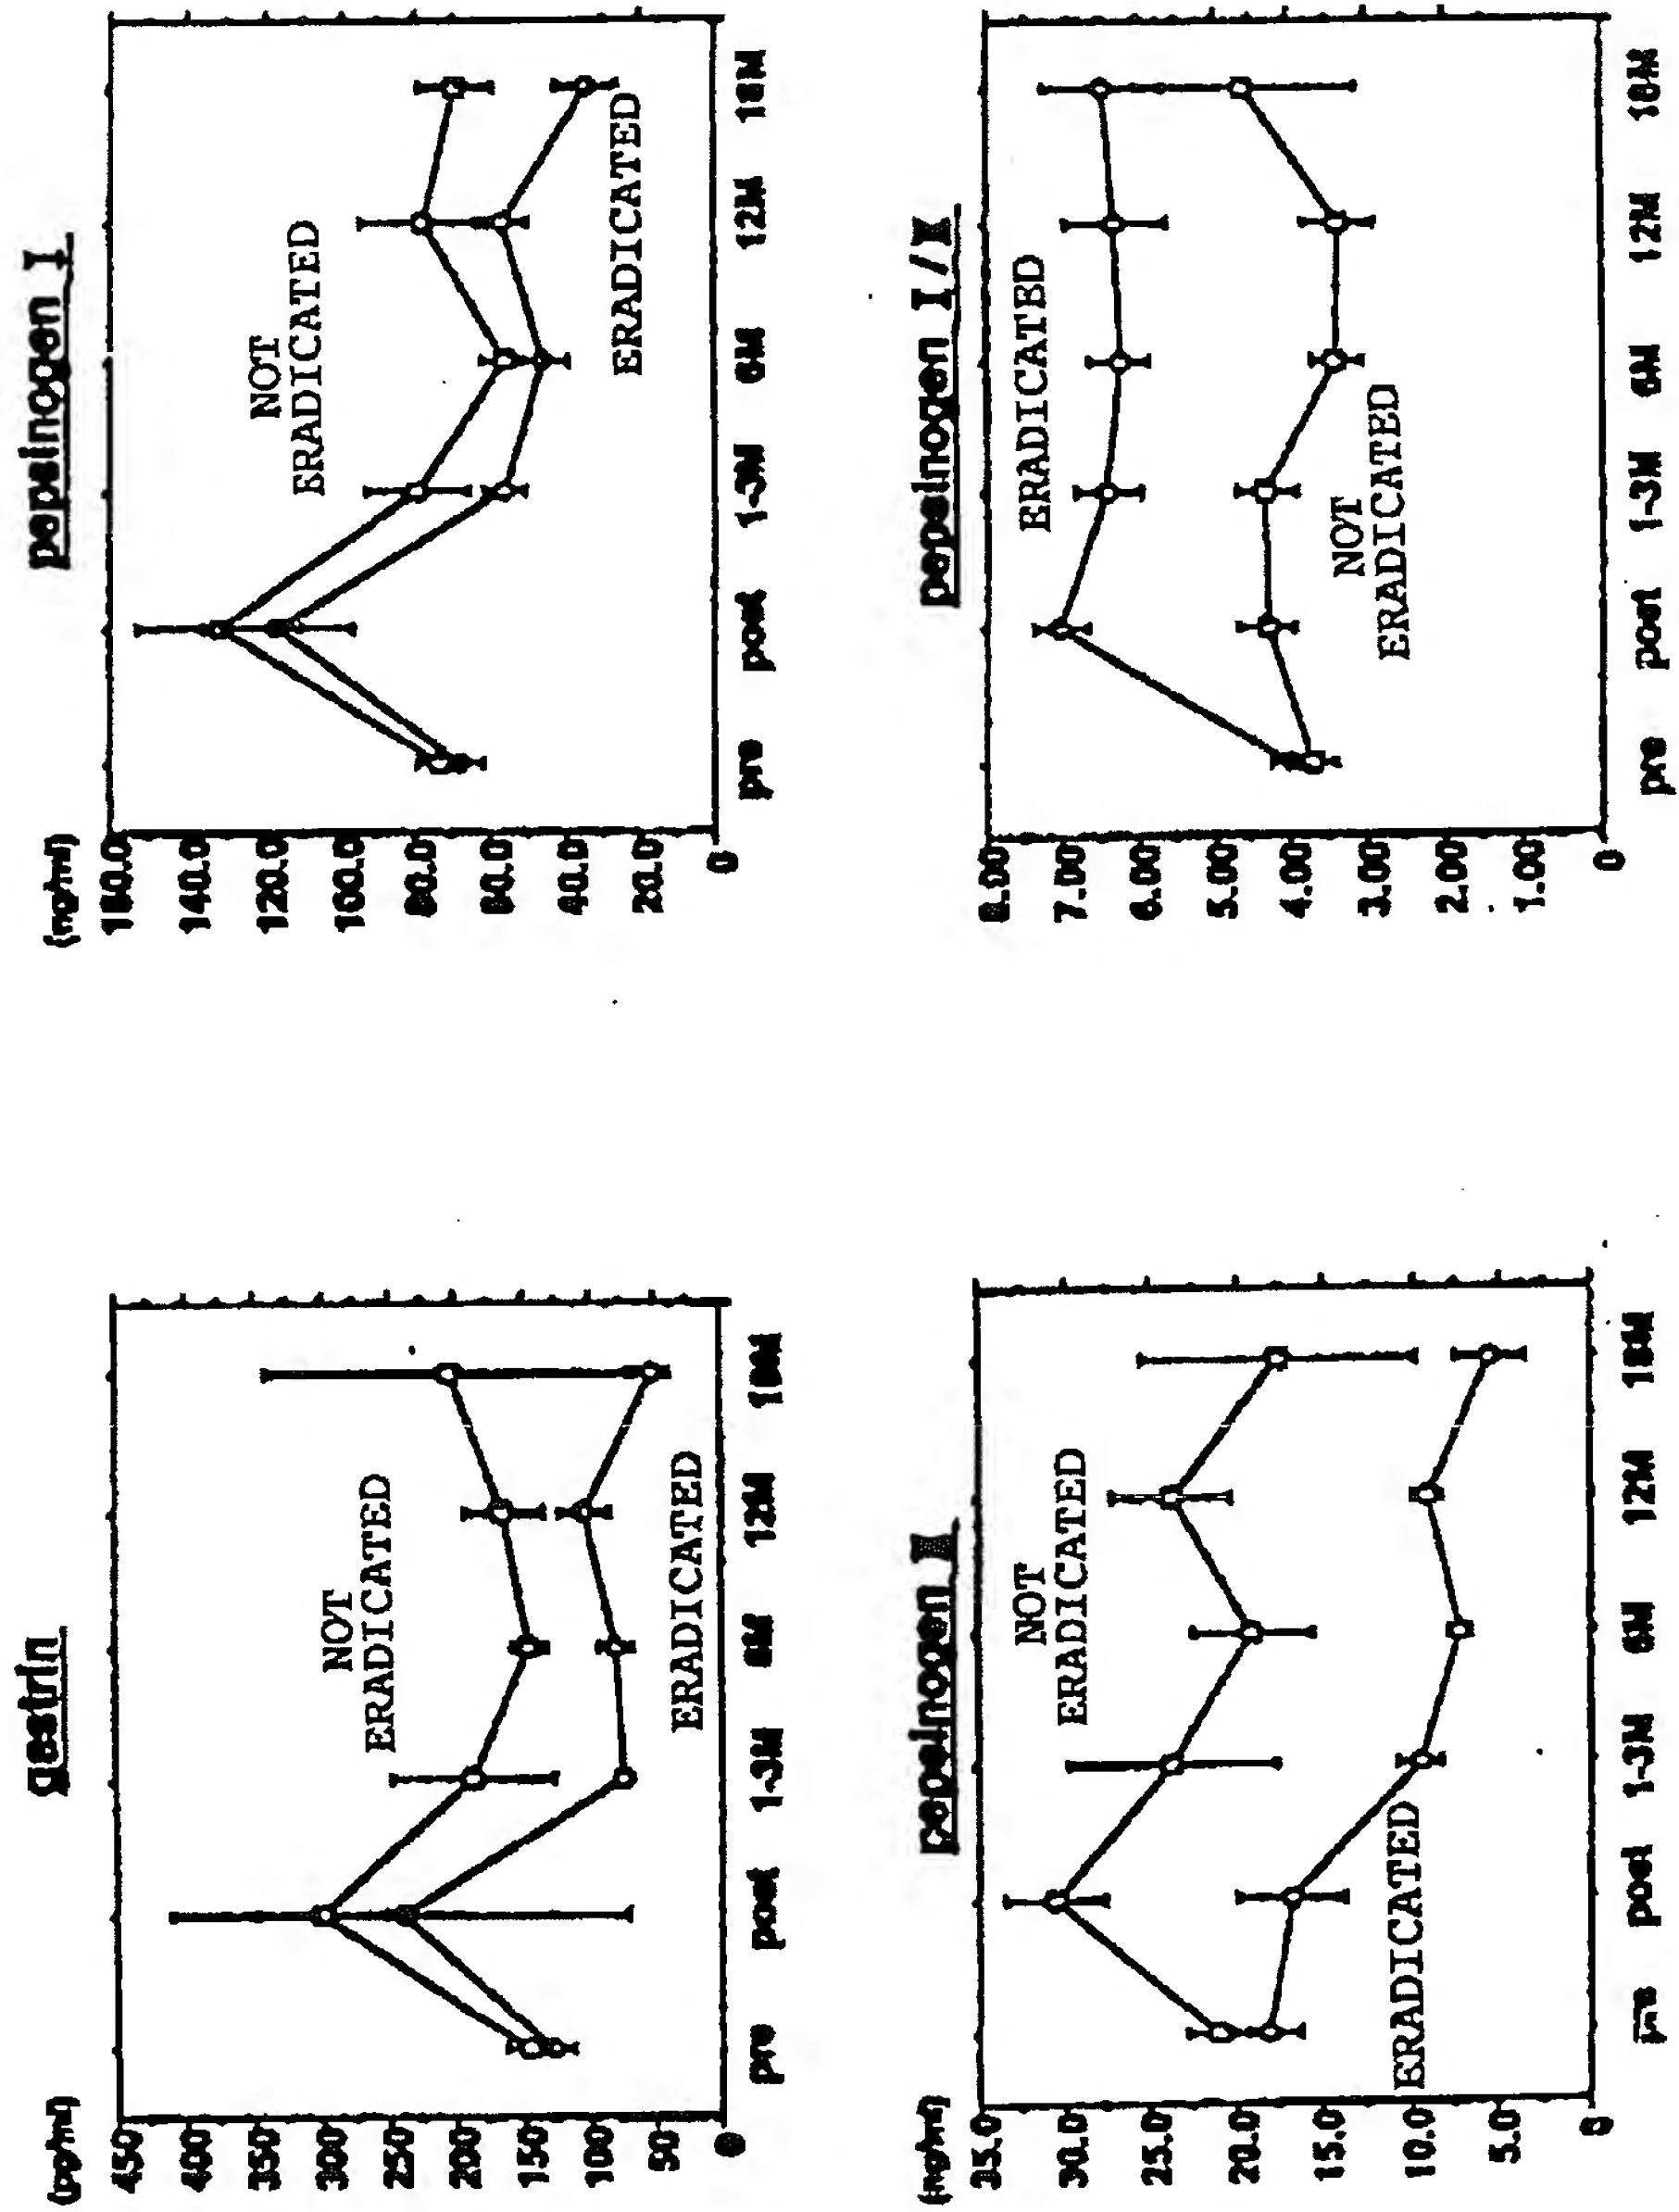 gastrin
(pg/ml)
450
400
350
300
250
200
150
100
50
0
NOT
ERADICATED
ERADICATED
pre
post
1-3M
6M
12M
18M
pepsinogen I
(ng/ml)
160.0
140.0
120.0
100.0
80.0
60.0
40.0
20.0
0
NOT
ERADICATED
ERADICATED
pre
post
1-3M
6M
12M
18M
pepsinogen II
(ng/ml)
35.0
30.0
25.0
20.0
15.0
10.0
5.0
0
NOT
ERADICATED
ERADICATED
pre
post
1-3M
6M
12M
18M
pepsinogen I/II
8.00
7.00
6.00
5.00
4.00
3.00
2.00
1.00
0
ERADICATED
NOT
ERADICATED
pre
post
1-3M
6M
12M
18M